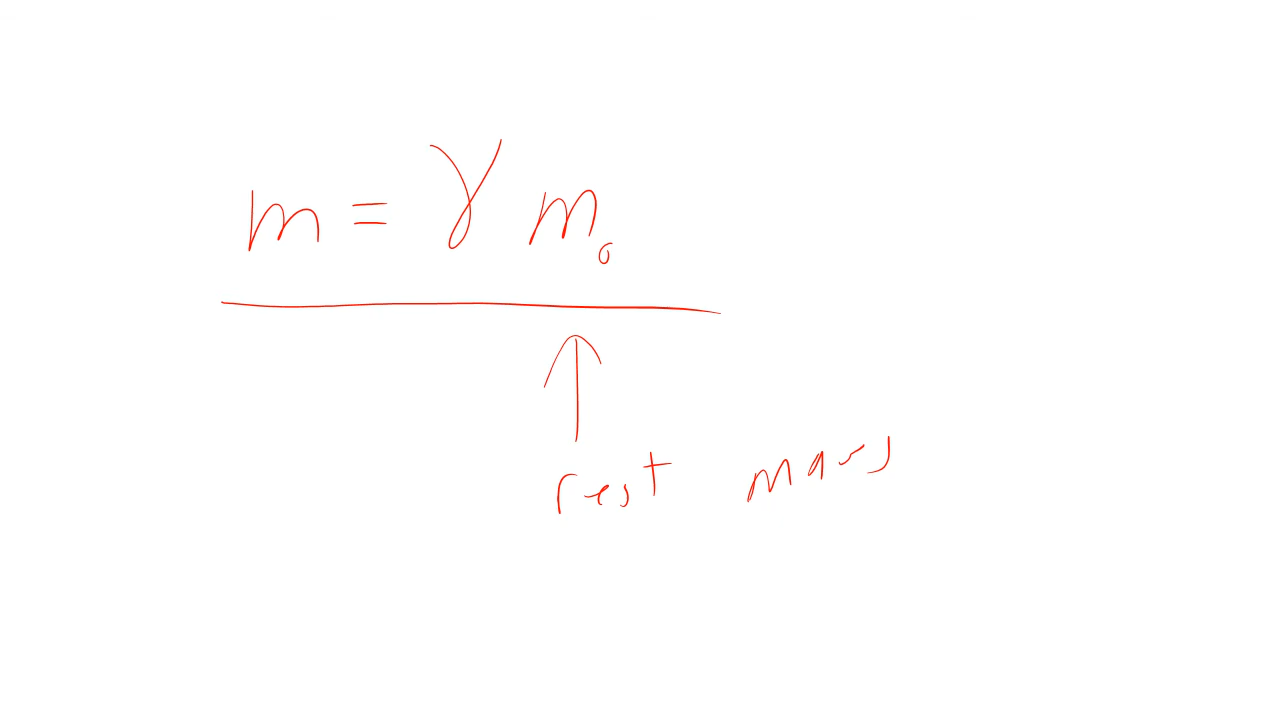 m = γ m₀
rest mass